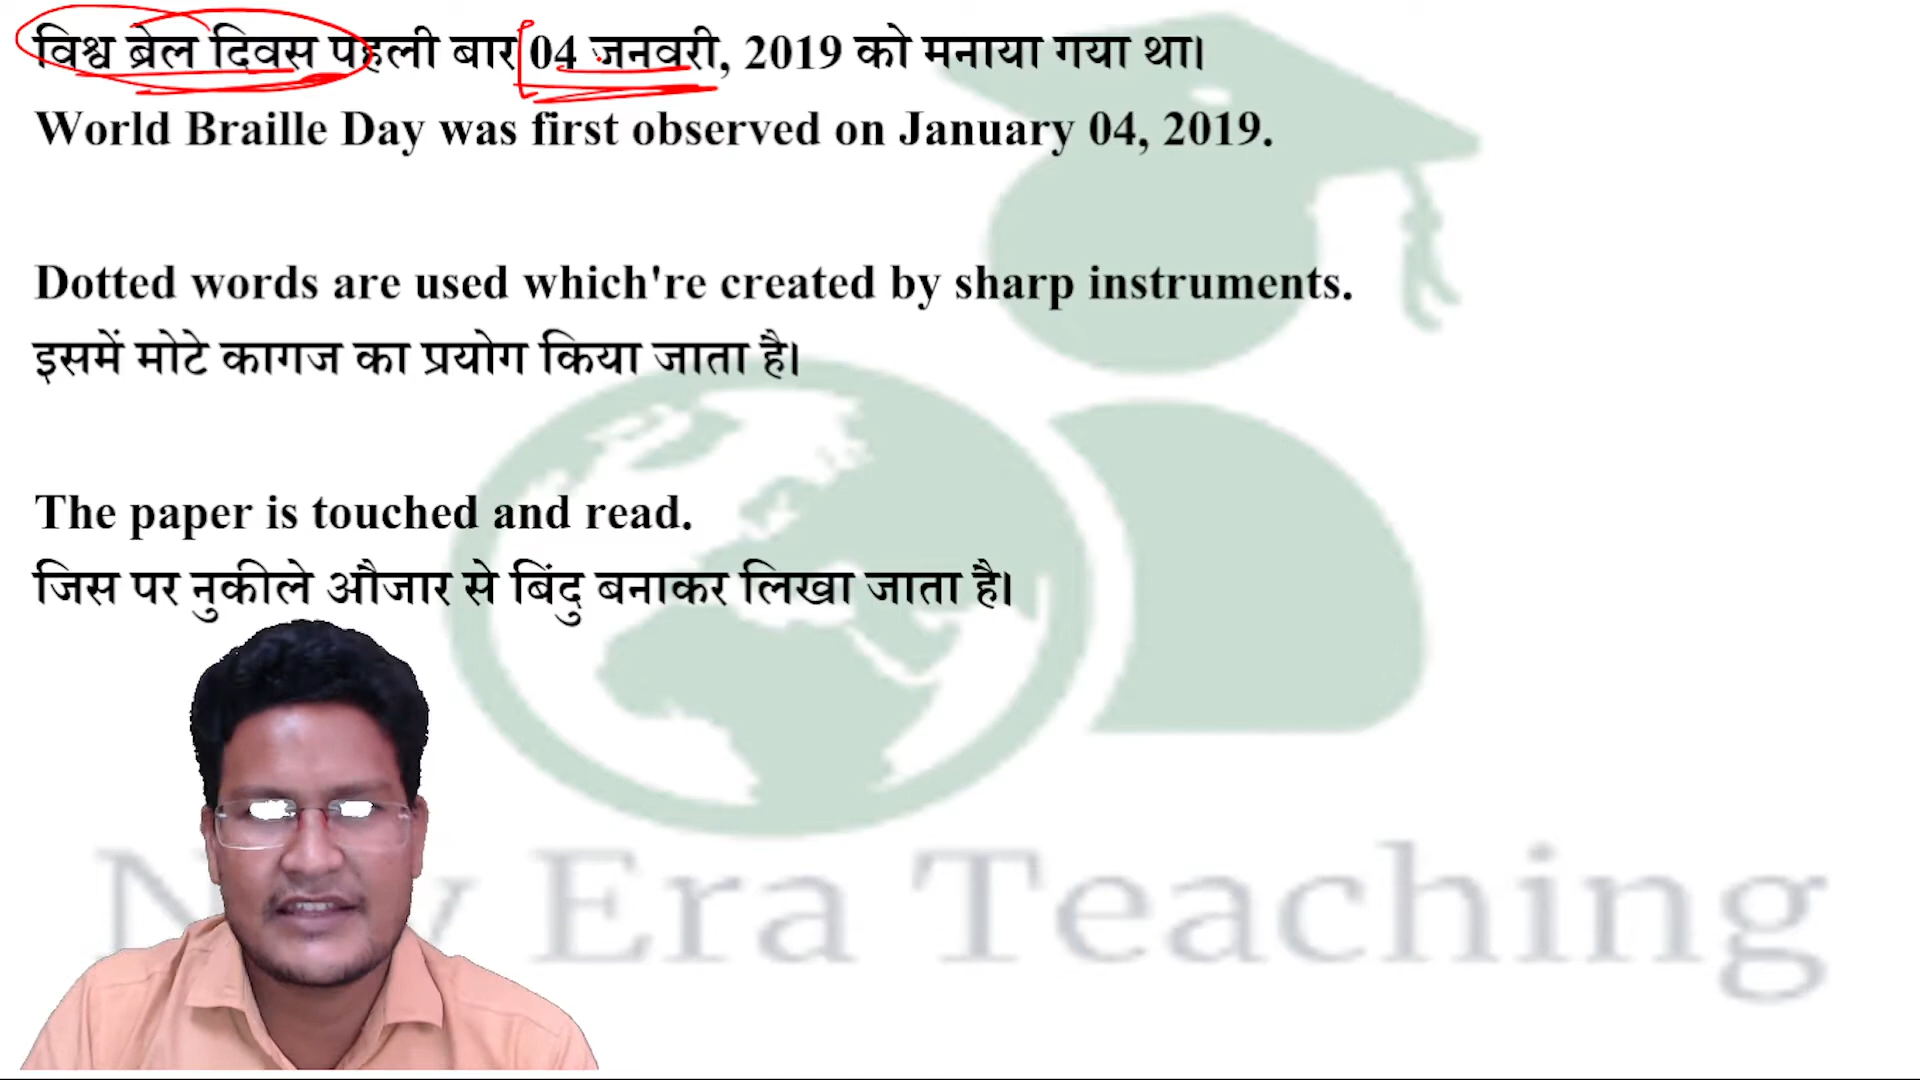 विश्व ब्रेल दिवस पहली बार 04 जनवरी, 2019 को मनाया गया था।
World Braille Day was first observed on January 04, 2019.
Dotted words are used which're created by sharp instruments.
इसमें मोटे कागज का प्रयोग किया जाता है।
The paper is touched and read.
जिस पर नुकीले औजार से बिंदु बनाकर लिखा जाता है।
Era Teaching